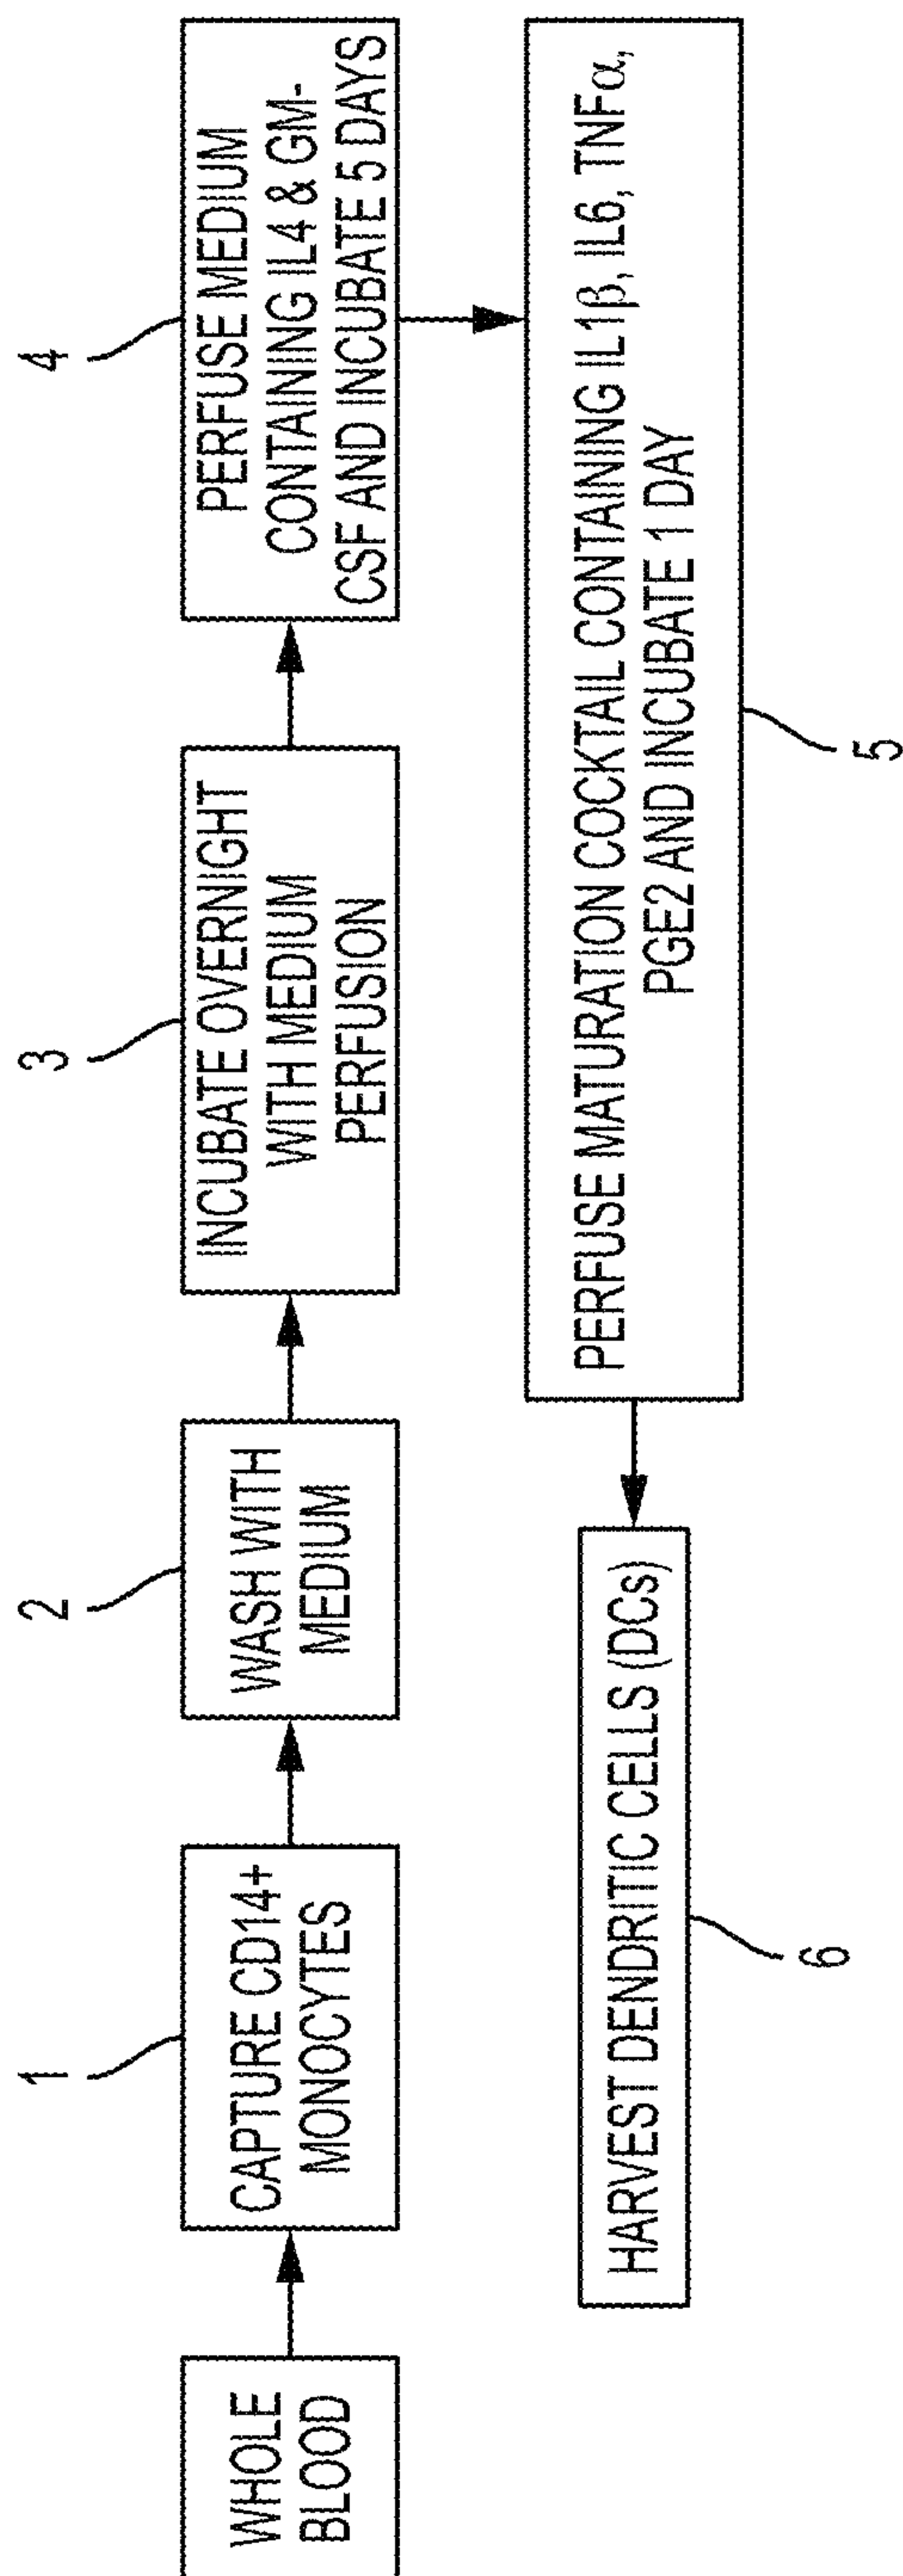 WHOLE
BLOOD
1
CAPTURE CD14+
MONOCYTES
2
WASH WITH
MEDIUM
3
INCUBATE OVERNIGHT
WITH MEDIUM
PERFUSION
4
PERFUSE MEDIUM
CONTAINING IL4 & GM-
CSF AND INCUBATE 5 DAYS
PERFUSE MATURATION COCKTAIL CONTAINING IL1β, IL6, TNFα,
PGE2 AND INCUBATE 1 DAY
5
HARVEST DENDRITIC CELLS (DCs)
6